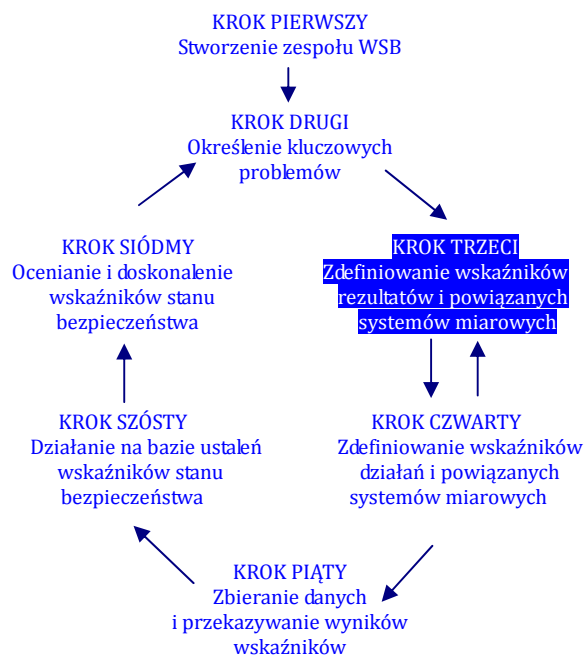 KROK PIERWSZY
Stworzenie zespołu WSB
KROK DRUGI
Określenie kluczowych
problemów
KROK TRZECI
Zdefiniowanie wskaźników
rezultatów i powiązanych
systemów miarowych
KROK CZWARTY
Zdefiniowanie wskaźników
działań i powiązanych
systemów miarowych
KROK PIĄTY
Zbieranie danych
i przekazywanie wyników
wskaźników
KROK SZÓSTY
Działanie na bazie ustaleń
wskaźników stanu
bezpieczeństwa
KROK SIÓDMY
Ocenianie i doskonalenie
wskaźników stanu
bezpieczeństwa